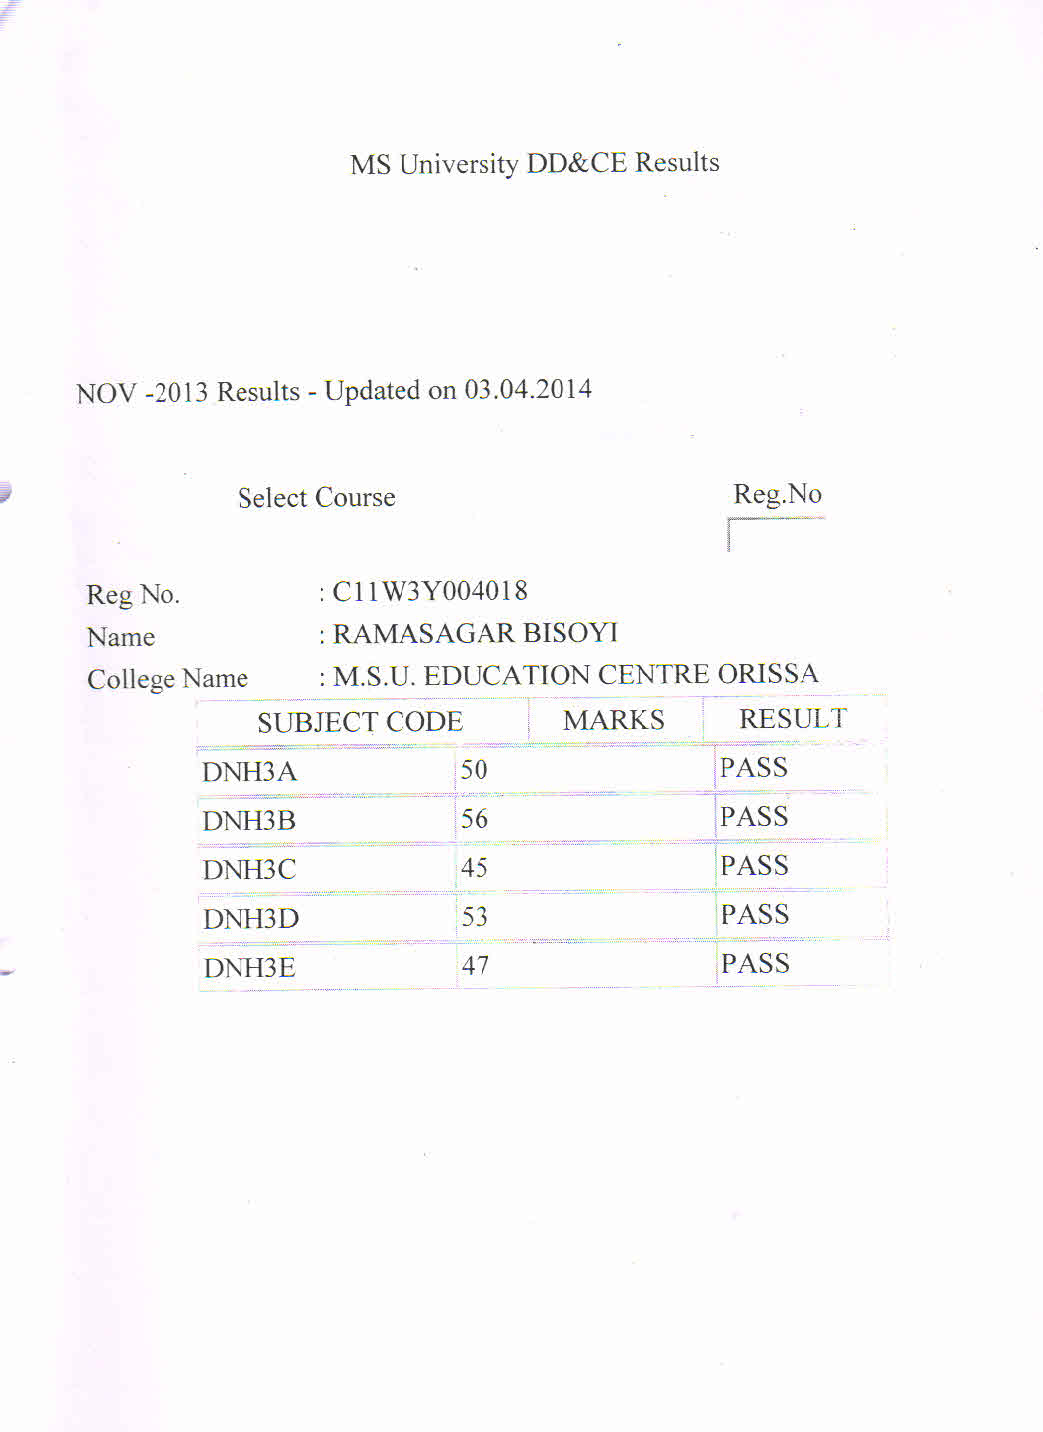 MS University DD&CE Results
NOV -2013 Results - Updated on 03.04.2014
Select Course Reg.No
Reg No. : C11W3Y004018
Name : RAMASAGAR BISOYI
College Name : M.S.U. EDUCATION CENTRE ORISSA
SUBJECT CODE MARKS RESULT
DNH3A 50 PASS
DNH3B 56 PASS
DNH3C 45 PASS
DNH3D 53 PASS
DNH3E 47 PASS